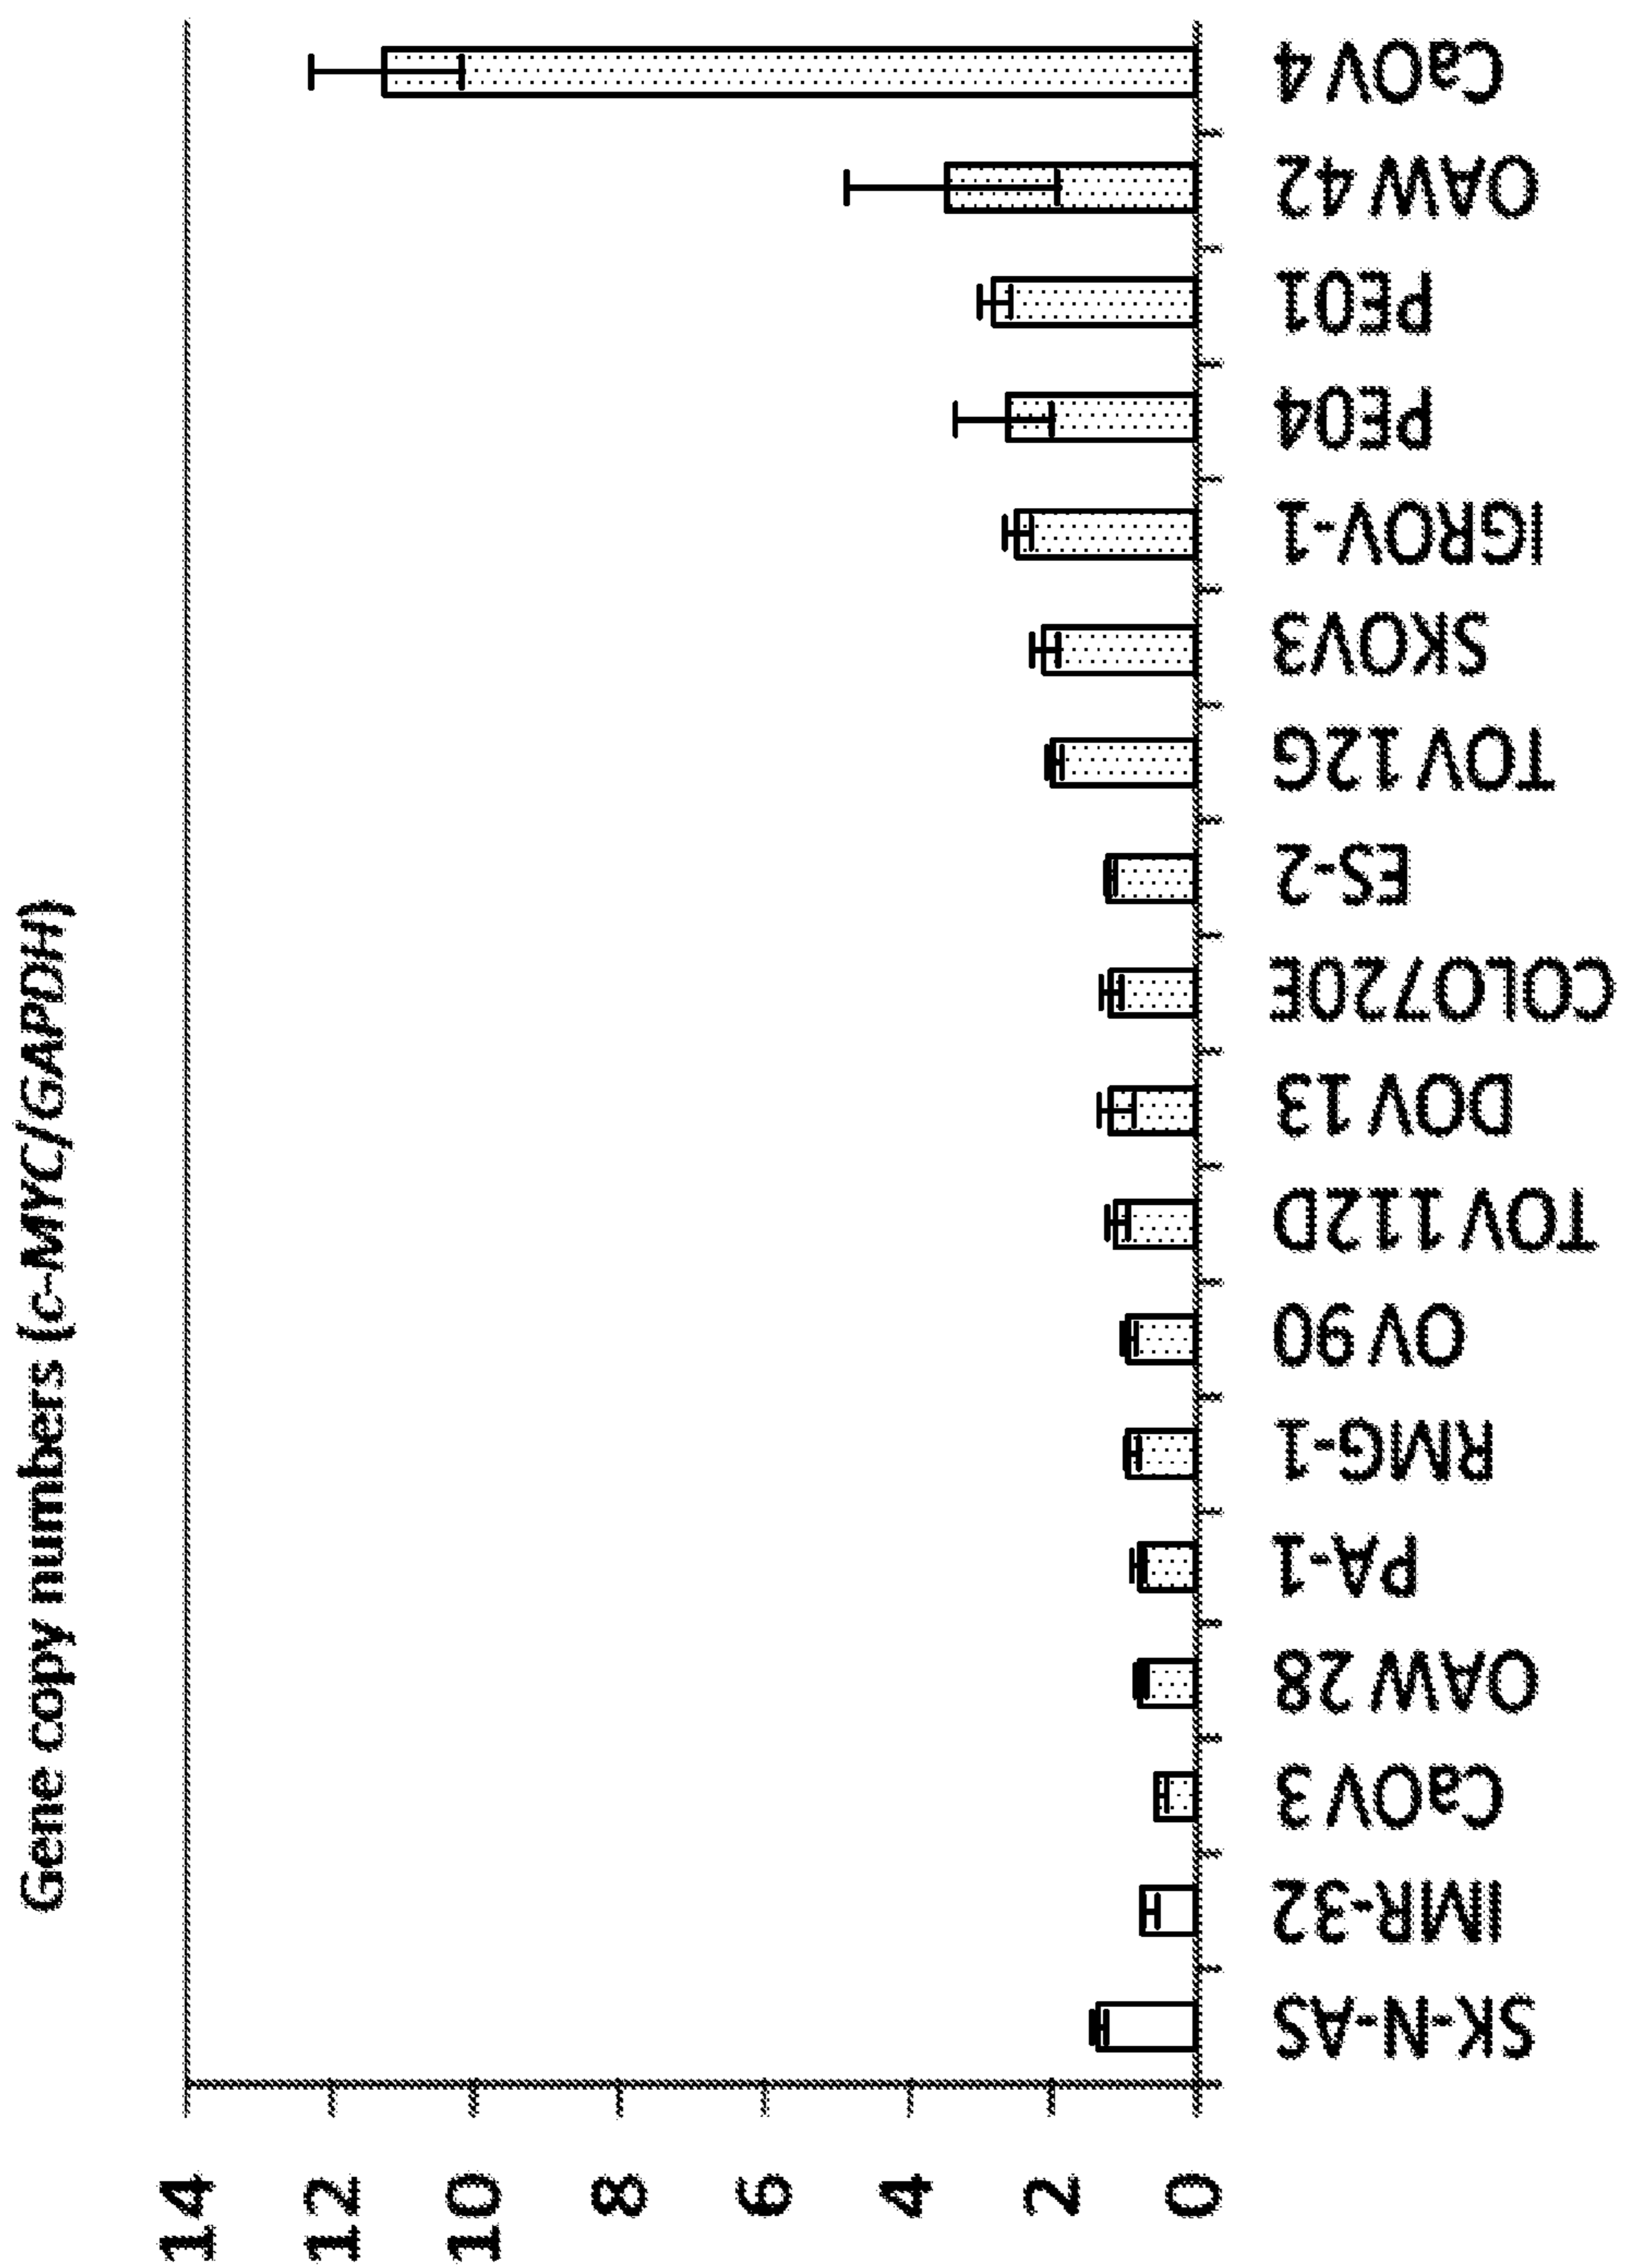 Gene copy numbers (c-MYC/GAPDH)
14
12
10
8
6
4
2
0
SK-N-AS
IMR-32
CaOV 3
OAW 28
PA-1
RMG-1
OV 90
TOV 112D
DOV 13
COLO720E
ES-2
TOV 12G
SKOV3
IGROV-1
PE04
PE01
OAW 42
CaOV 4